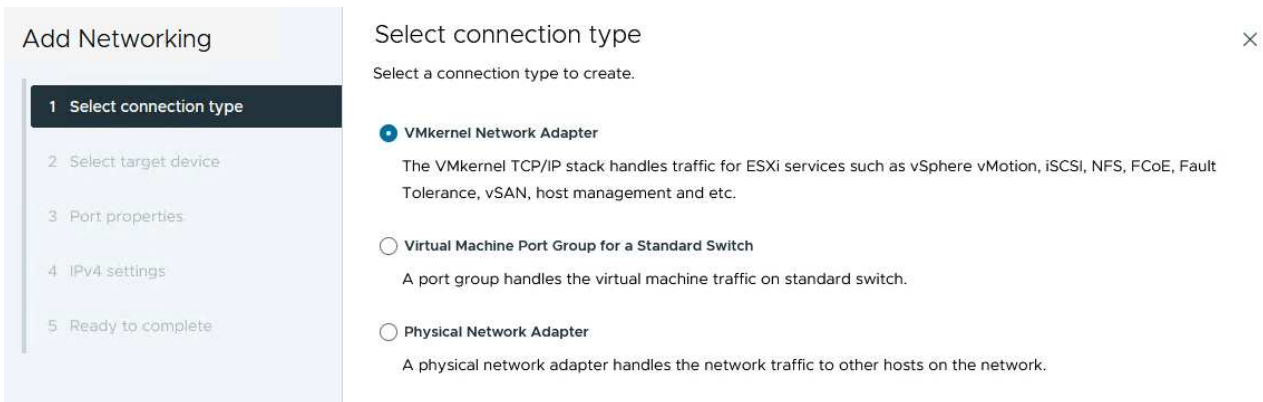 Add Networking
1 Select connection type
2 Select target device
3 Port properties
4 IPv4 settings
5 Ready to complete
Select connection type
Select a connection type to create.
VMkernel Network Adapter
The VMkernel TCP/IP stack handles traffic for ESXi services such as vSphere vMotion, iSCSI, NFS, FCoE, Fault
Tolerance, vSAN, host management and etc.
Virtual Machine Port Group for a Standard Switch
A port group handles the virtual machine traffic on standard switch.
Physical Network Adapter
A physical network adapter handles the network traffic to other hosts on the network.